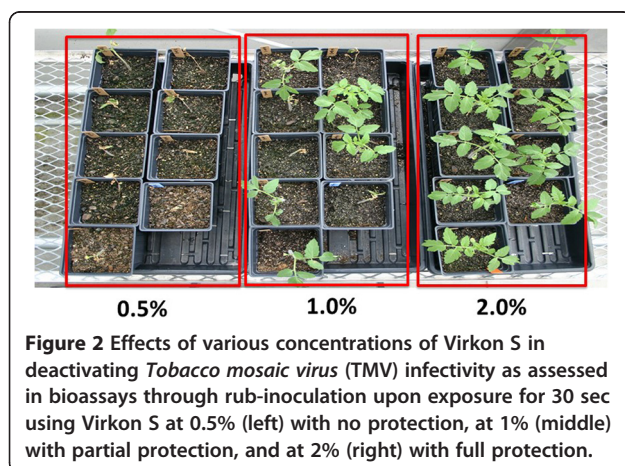 0.5%
1.0%
2.0%
Figure 2 Effects of various concentrations of Virkon S in
deactivating Tobacco mosaic virus (TMV) infectivity as assessed
in bioassays through rub-inoculation upon exposure for 30 sec
using Virkon S at 0.5% (left) with no protection, at 1% (middle)
with partial protection, and at 2% (right) with full protection.